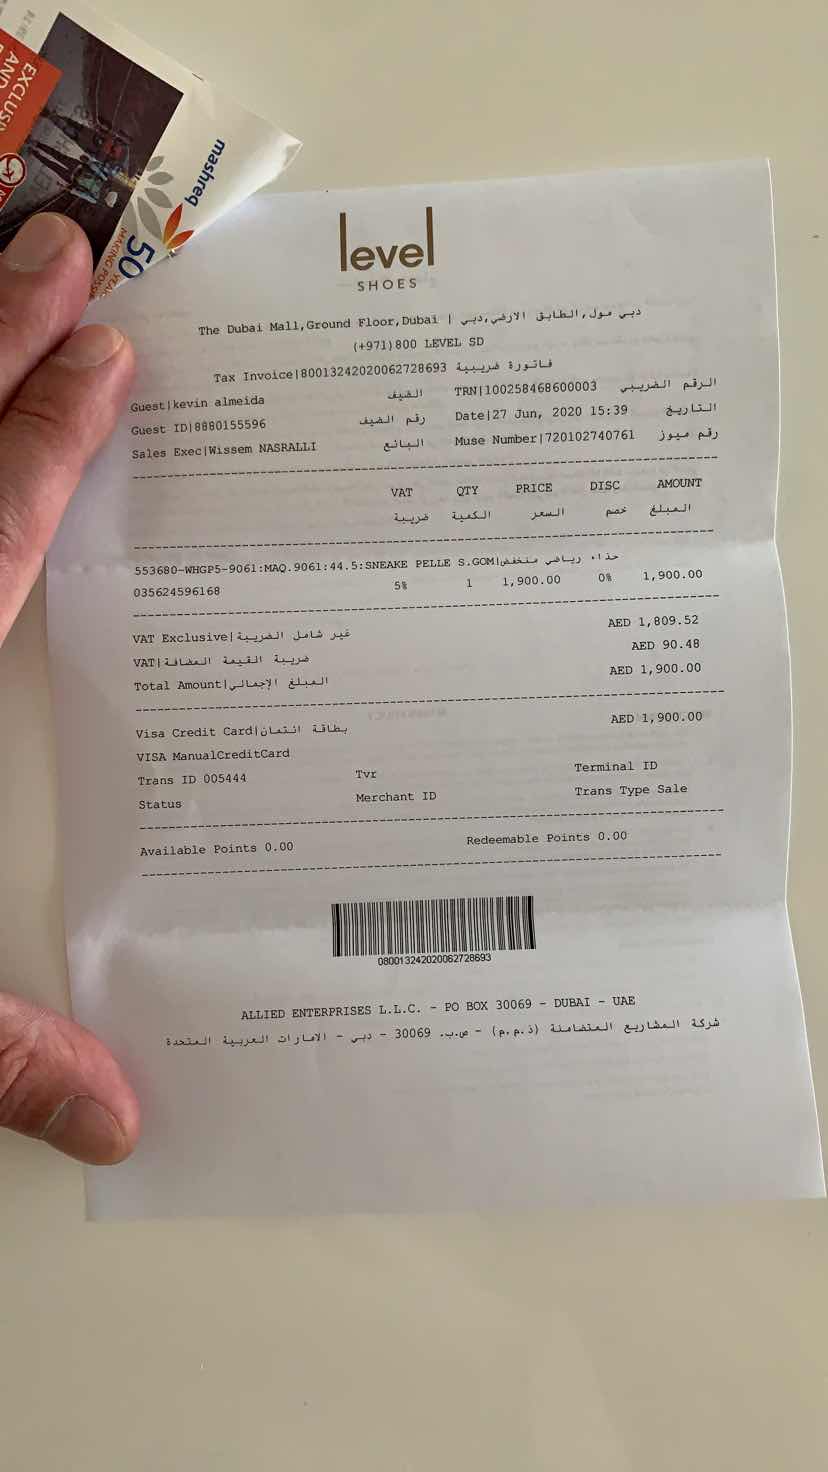 EXCLUSI
AND
mashreq
50
YEA
MAKING POSS
level
SHOES
The Dubai Mall,Ground Floor,Dubai | دبي مول,الطابق الارضي,دبي
(+971)800 LEVEL SD
Tax Invoice|80013242020062728693 فاتورة ضريبية
Guest|kevin almeida الضيف TRN|100258468600003 الرقم الضريبي
Guest ID|8880155596 رقم الضيف Date|27 Jun, 2020 15:39 التاريخ
Sales Exec|Wissem NASRALLI البائع Muse Number|720102740761 رقم ميوز
VAT QTY PRICE DISC AMOUNT
ضريبة الكمية السعر خصم المبلغ
553680-WHGP5-9061:MAQ.9061:44.5:SNEAKE PELLE S.GOM|حذاء رياضي منخفض
035624596168 5% 1 1,900.00 0% 1,900.00
VAT Exclusive|غير شامل الضريبة AED 1,809.52
VAT|ضريبة القيمة المضافة AED 90.48
Total Amount|المبلغ الإجمالي AED 1,900.00
Visa Credit Card|بطاقة ائتمان AED 1,900.00
VISA ManualCreditCard
Trans ID 005444 Tvr Terminal ID
Status Merchant ID Trans Type Sale
Available Points 0.00 Redeemable Points 0.00
080013242020062728693
ALLIED ENTERPRISES L.L.C. - PO BOX 30069 - DUBAI - UAE
شركة المشاريع المتضامنة (ذ.م.م) - ص.ب. 30069 - دبي - الامارات العربية المتحدة